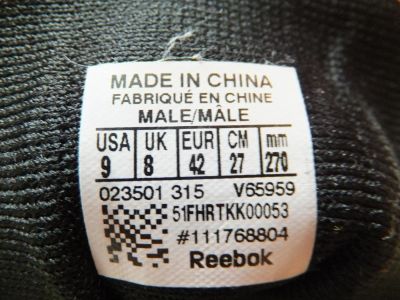 MADE IN CHINA
FABRIQUÉ EN CHINE
MALE/MÂLE
USA UK EUR CM mm
9 8 42 27 270
023501 315 V65959
51FHRTKK00053
#111768804
Reebok